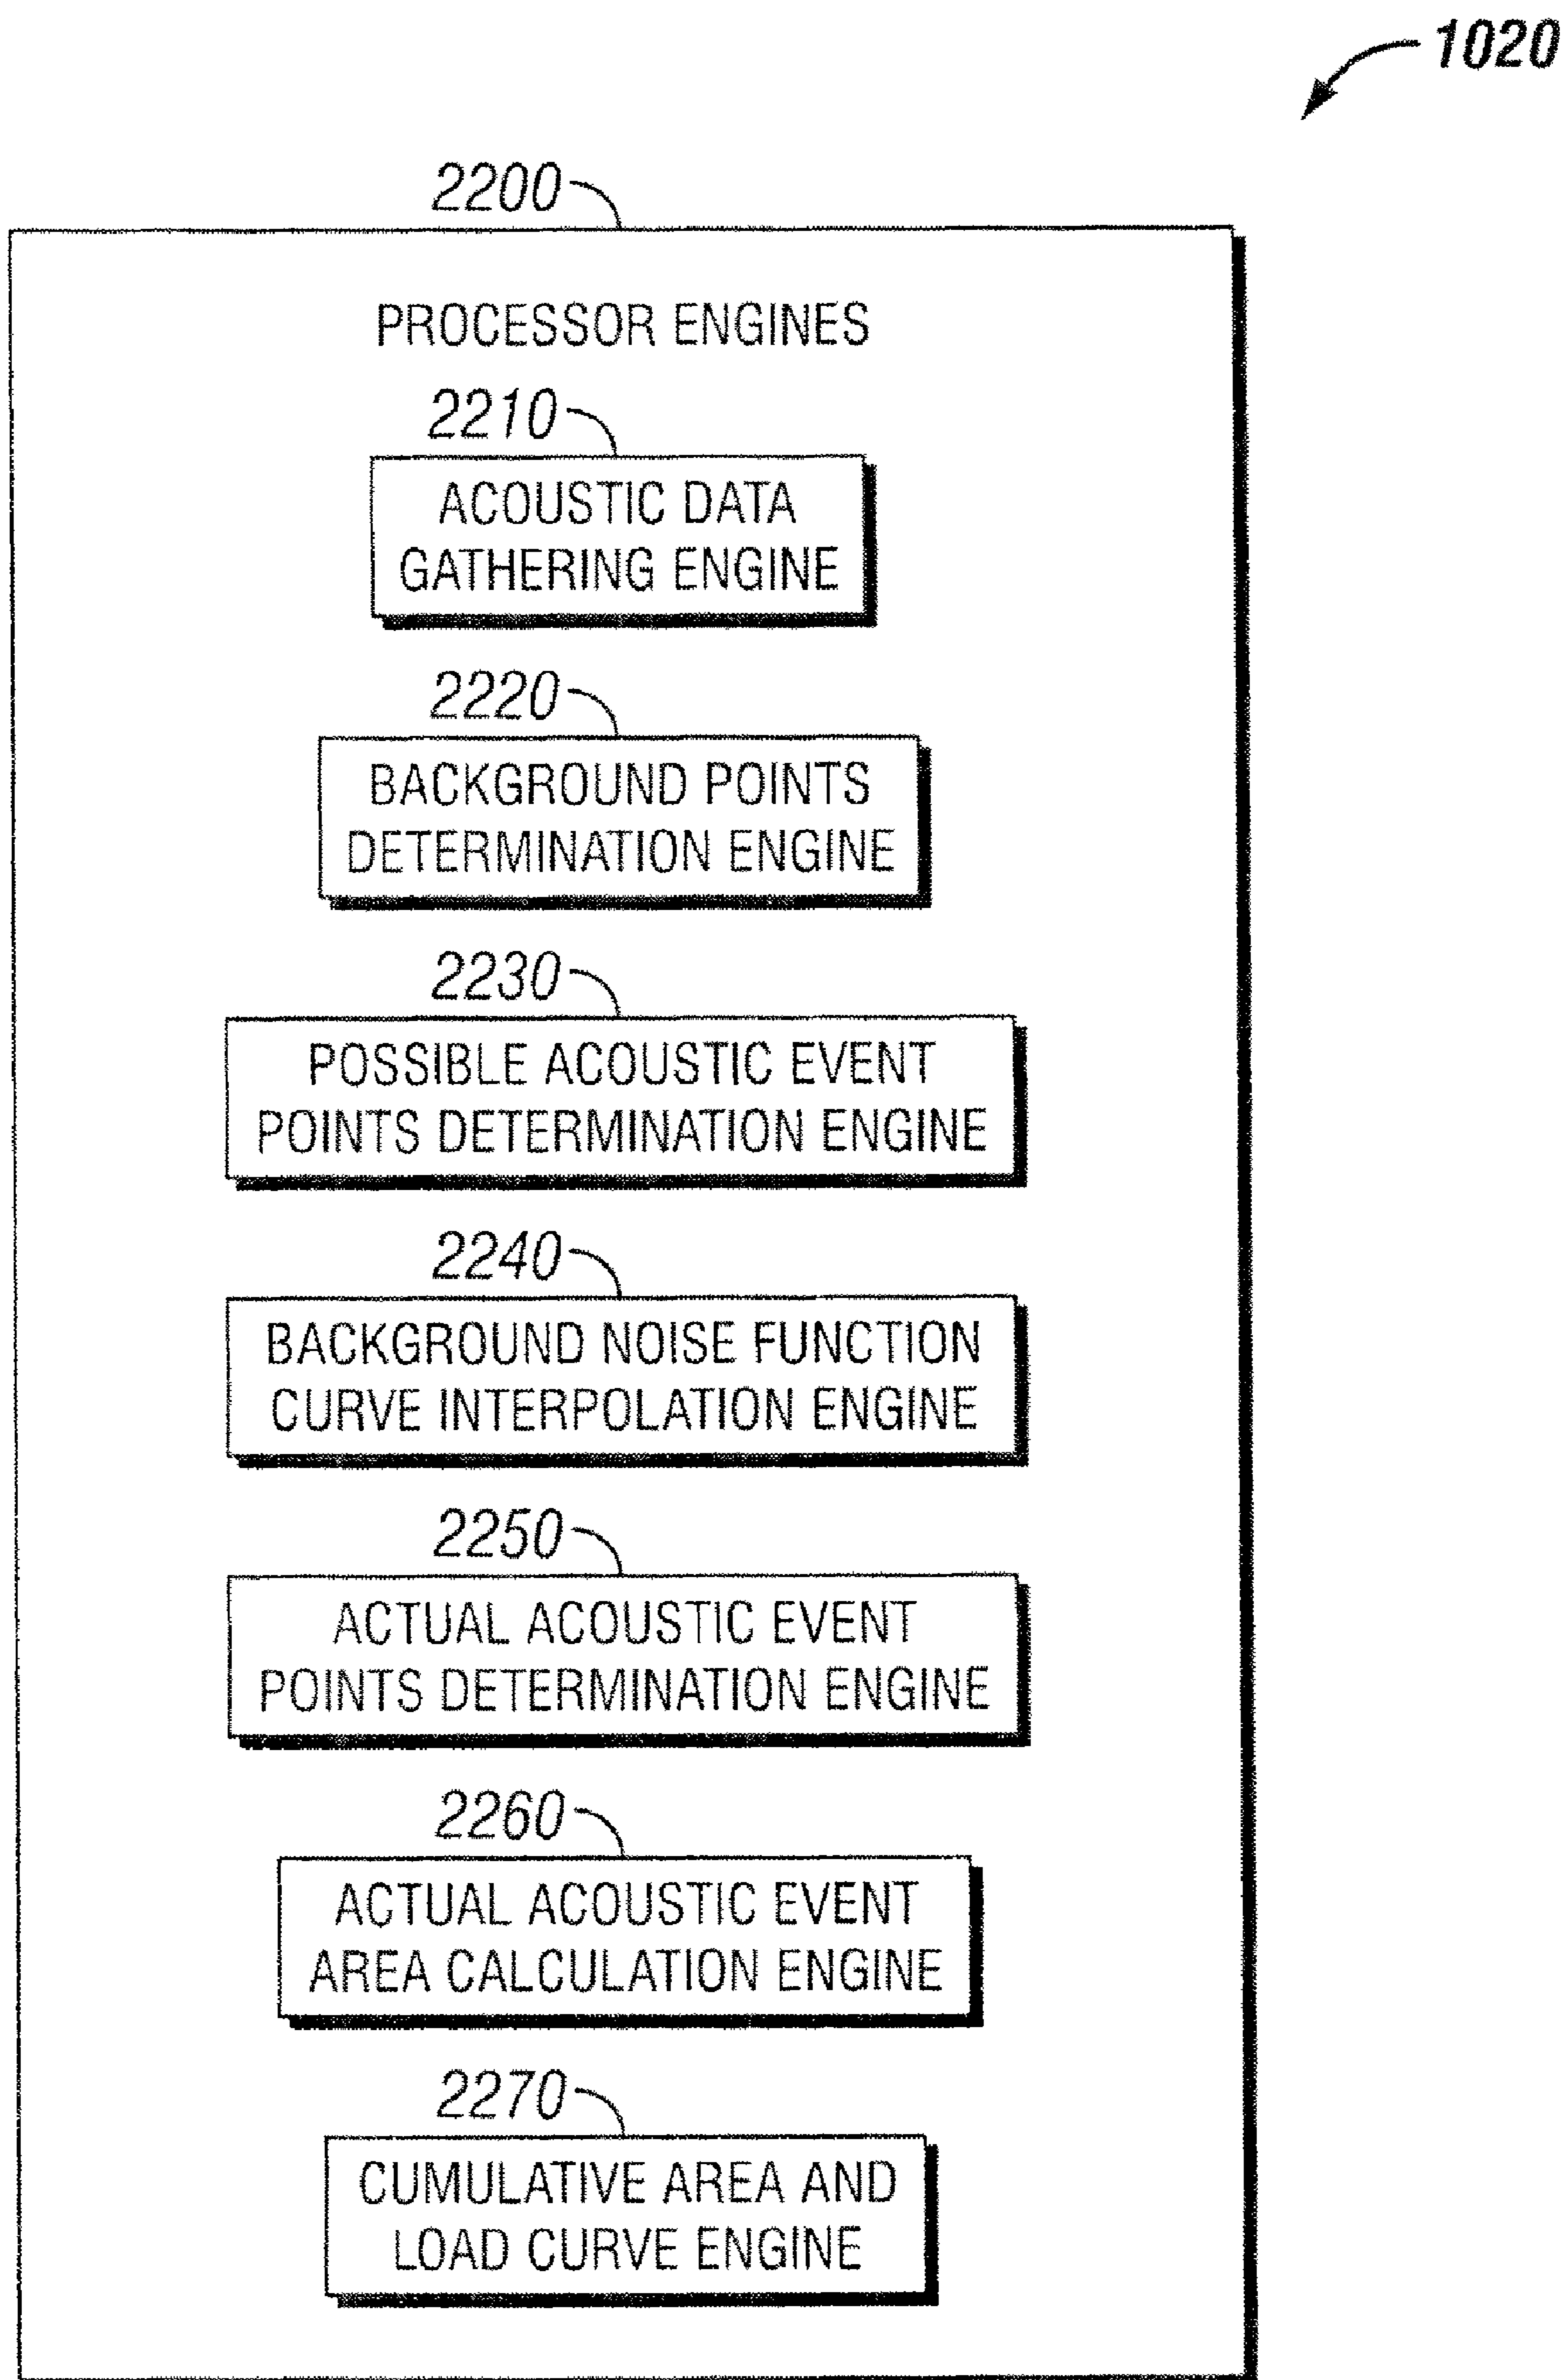 1020
2200
PROCESSOR ENGINES
2210
ACOUSTIC DATA
GATHERING ENGINE
2220
BACKGROUND POINTS
DETERMINATION ENGINE
2230
POSSIBLE ACOUSTIC EVENT
POINTS DETERMINATION ENGINE
2240
BACKGROUND NOISE FUNCTION
CURVE INTERPOLATION ENGINE
2250
ACTUAL ACOUSTIC EVENT
POINTS DETERMINATION ENGINE
2260
ACTUAL ACOUSTIC EVENT
AREA CALCULATION ENGINE
2270
CUMULATIVE AREA AND
LOAD CURVE ENGINE